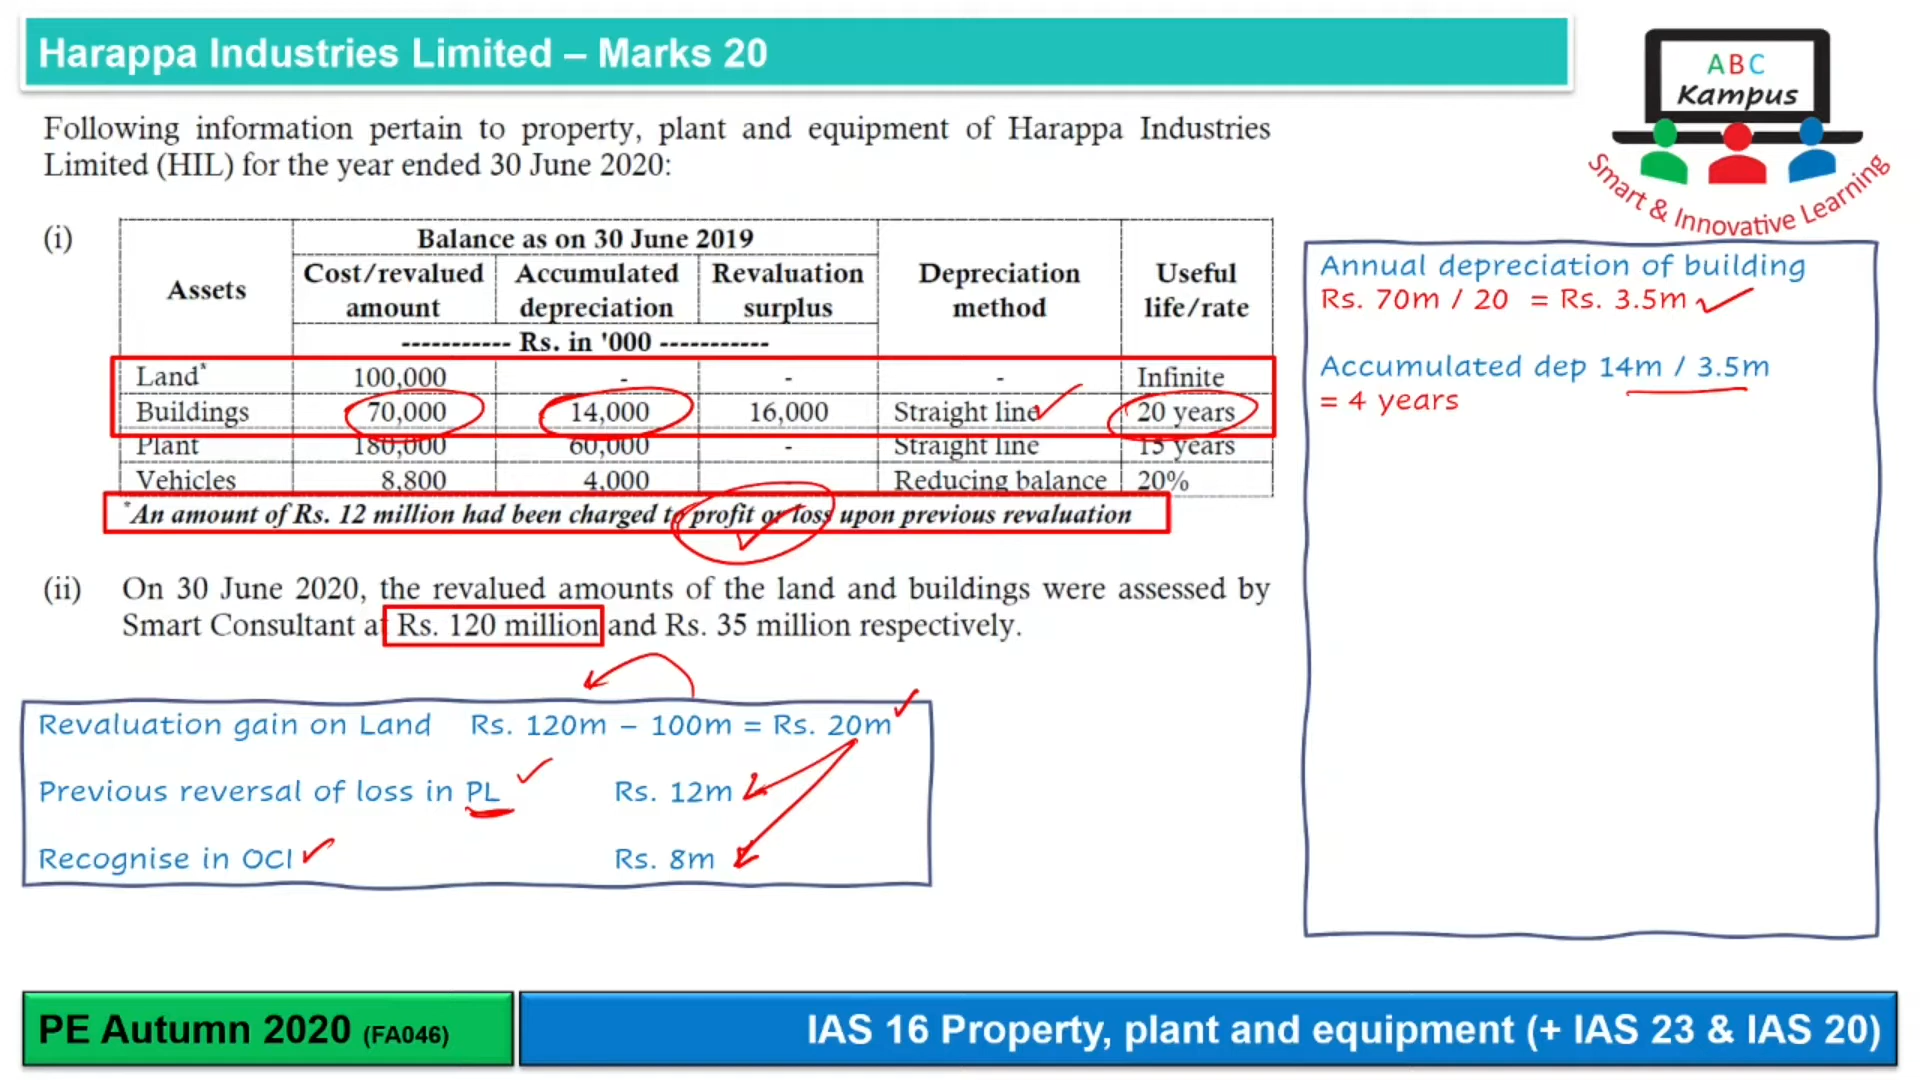 Harappa Industries Limited – Marks 20
ABC
Kampus
Smart & Innovative Learning
Following information pertain to property, plant and equipment of Harappa Industries
Limited (HIL) for the year ended 30 June 2020:
(i)
Assets
Balance as on 30 June 2019
Cost/revalued amount
Accumulated depreciation
Revaluation surplus
Depreciation method
Useful life/rate
----------- Rs. in '000 -----------
Land* 100,000 - - - Infinite
Buildings 70,000 14,000 16,000 Straight line 20 years
Plant 180,000 60,000 - Straight line 15 years
Vehicles 8,800 4,000 Reducing balance 20%
*An amount of Rs. 12 million had been charged to profit or loss upon previous revaluation
(ii) On 30 June 2020, the revalued amounts of the land and buildings were assessed by
Smart Consultant at Rs. 120 million and Rs. 35 million respectively.
Revaluation gain on Land Rs. 120m – 100m = Rs. 20m
Previous reversal of loss in PL Rs. 12m
Recognise in OCI Rs. 8m
Annual depreciation of building
Rs. 70m / 20 = Rs. 3.5m
Accumulated dep 14m / 3.5m
= 4 years
PE Autumn 2020 (FA046)
IAS 16 Property, plant and equipment (+ IAS 23 & IAS 20)